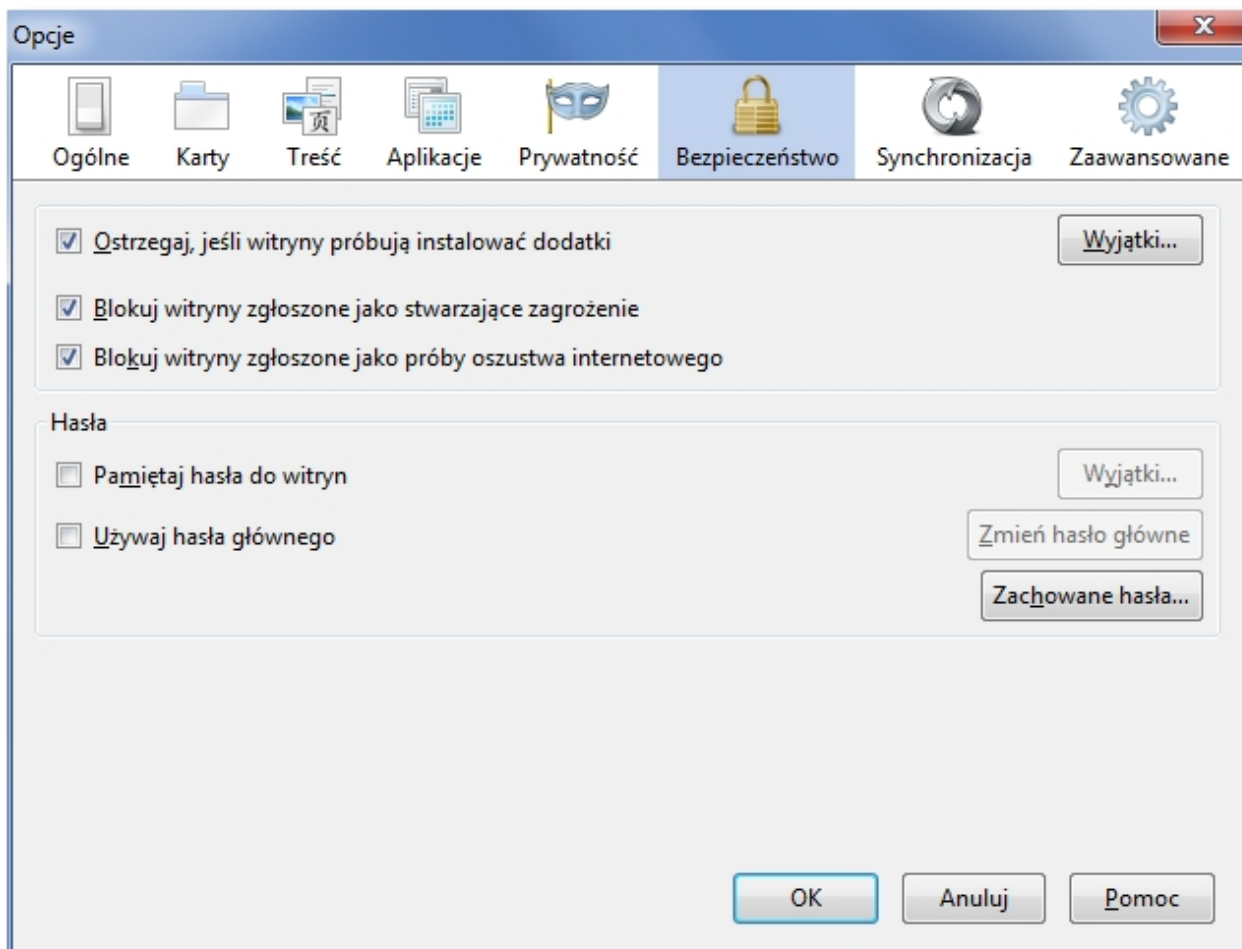 Opcje
X
页
Ogólne Karty Treść Aplikacje Prywatność Bezpieczeństwo Synchronizacja Zaawansowane
Ostrzegaj, jeśli witryny próbują instalować dodatki Wyjątki...
Blokuj witryny zgłoszone jako stwarzające zagrożenie
Blokuj witryny zgłoszone jako próby oszustwa internetowego
Hasła
Pamiętaj hasła do witryn Wyjątki...
Używaj hasła głównego Zmień hasło główne
Zachowane hasła...
OK Anuluj Pomoc